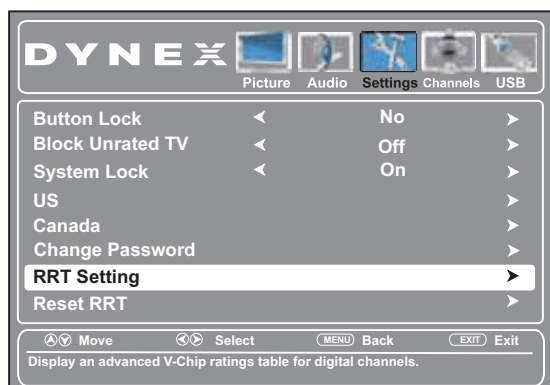 DYNEX
Picture Audio Settings Channels USB
Button Lock No
Block Unrated TV Off
System Lock On
US
Canada
Change Password
RRT Setting
Reset RRT
Move Select MENU Back EXIT Exit
Display an advanced V-Chip ratings table for digital channels.